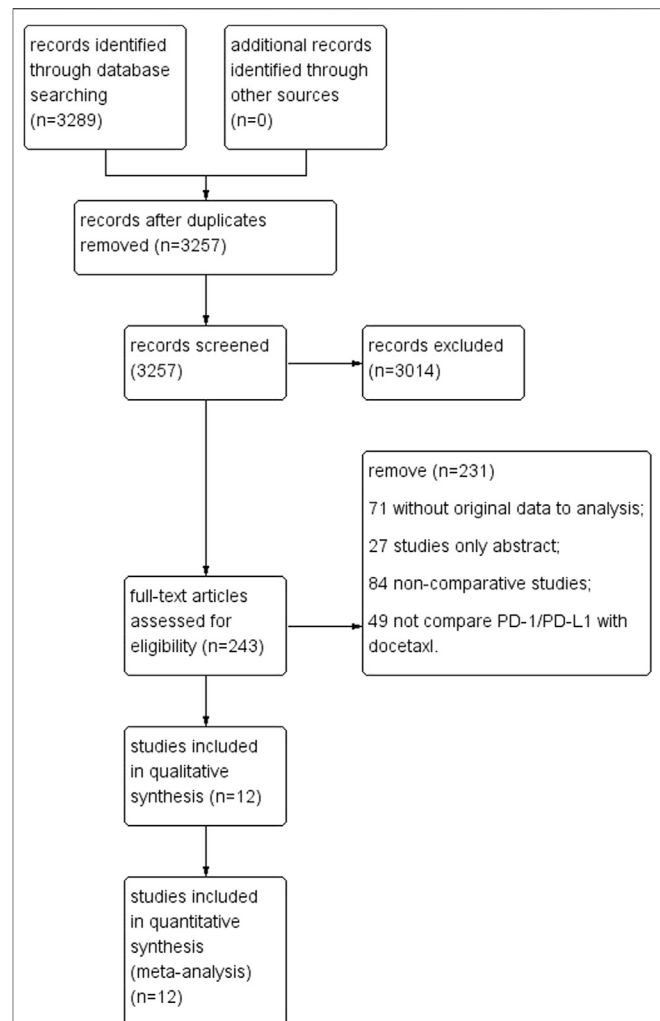 records identified
through database
searching
(n=3289)
additional records
identified through
other sources
(n=0)
records after duplicates
removed (n=3257)
records screened
(3257)
records excluded
(n=3014)
remove (n=231)
71 without original data to analysis;
27 studies only abstract;
84 non-comparative studies;
49 not compare PD-1/PD-L1 with
docetaxl.
full-text articles
assessed for
eligibility (n=243)
studies included
in qualitative
synthesis (n=12)
studies included
in quantitative
synthesis
(meta-analysis)
(n=12)